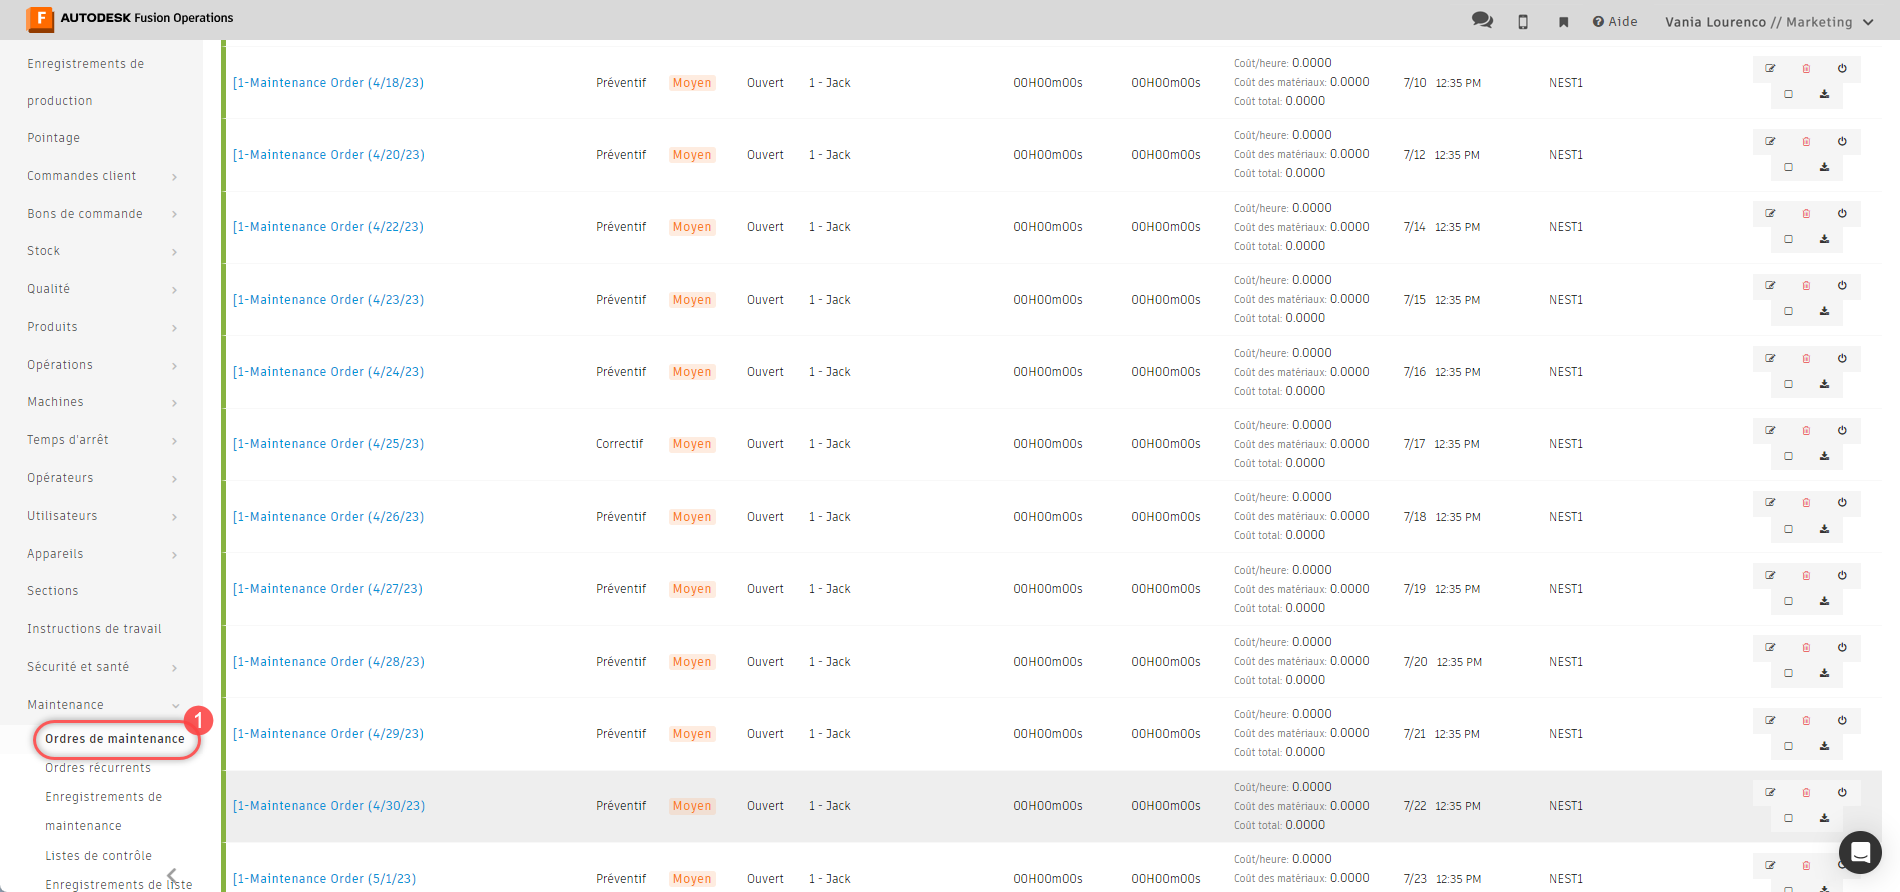 AUTODESK Fusion Operations
Aide
Vania Lourenco // Marketing
Enregistrements de
production
Pointage
Commandes client
Bons de commande
Stock
Qualité
Produits
Opérations
Machines
Temps d'arrêt
Opérateurs
Utilisateurs
Appareils
Sections
Instructions de travail
Sécurité et santé
Maintenance
1
Ordres de maintenance
Ordres récurrents
Enregistrements de
maintenance
Listes de contrôle
Enregistrements de liste
[1-Maintenance Order (4/18/23) Préventif Moyen Ouvert 1 - Jack 00H00m00s 00H00m00s
Coût/heure: 0.0000
Coût des matériaux: 0.0000
Coût total: 0.0000
7/10 12:35 PM NEST1
[1-Maintenance Order (4/20/23) Préventif Moyen Ouvert 1 - Jack 00H00m00s 00H00m00s
Coût/heure: 0.0000
Coût des matériaux: 0.0000
Coût total: 0.0000
7/12 12:35 PM NEST1
[1-Maintenance Order (4/22/23) Préventif Moyen Ouvert 1 - Jack 00H00m00s 00H00m00s
Coût/heure: 0.0000
Coût des matériaux: 0.0000
Coût total: 0.0000
7/14 12:35 PM NEST1
[1-Maintenance Order (4/23/23) Préventif Moyen Ouvert 1 - Jack 00H00m00s 00H00m00s
Coût/heure: 0.0000
Coût des matériaux: 0.0000
Coût total: 0.0000
7/15 12:35 PM NEST1
[1-Maintenance Order (4/24/23) Préventif Moyen Ouvert 1 - Jack 00H00m00s 00H00m00s
Coût/heure: 0.0000
Coût des matériaux: 0.0000
Coût total: 0.0000
7/16 12:35 PM NEST1
[1-Maintenance Order (4/25/23) Correctif Moyen Ouvert 1 - Jack 00H00m00s 00H00m00s
Coût/heure: 0.0000
Coût des matériaux: 0.0000
Coût total: 0.0000
7/17 12:35 PM NEST1
[1-Maintenance Order (4/26/23) Préventif Moyen Ouvert 1 - Jack 00H00m00s 00H00m00s
Coût/heure: 0.0000
Coût des matériaux: 0.0000
Coût total: 0.0000
7/18 12:35 PM NEST1
[1-Maintenance Order (4/27/23) Préventif Moyen Ouvert 1 - Jack 00H00m00s 00H00m00s
Coût/heure: 0.0000
Coût des matériaux: 0.0000
Coût total: 0.0000
7/19 12:35 PM NEST1
[1-Maintenance Order (4/28/23) Préventif Moyen Ouvert 1 - Jack 00H00m00s 00H00m00s
Coût/heure: 0.0000
Coût des matériaux: 0.0000
Coût total: 0.0000
7/20 12:35 PM NEST1
[1-Maintenance Order (4/29/23) Préventif Moyen Ouvert 1 - Jack 00H00m00s 00H00m00s
Coût/heure: 0.0000
Coût des matériaux: 0.0000
Coût total: 0.0000
7/21 12:35 PM NEST1
[1-Maintenance Order (4/30/23) Préventif Moyen Ouvert 1 - Jack 00H00m00s 00H00m00s
Coût/heure: 0.0000
Coût des matériaux: 0.0000
Coût total: 0.0000
7/22 12:35 PM NEST1
[1-Maintenance Order (5/1/23) Préventif Moyen Ouvert 1 - Jack 00H00m00s 00H00m00s
Coût/heure: 0.0000
Coût des matériaux: 0.0000
7/23 12:35 PM NEST1